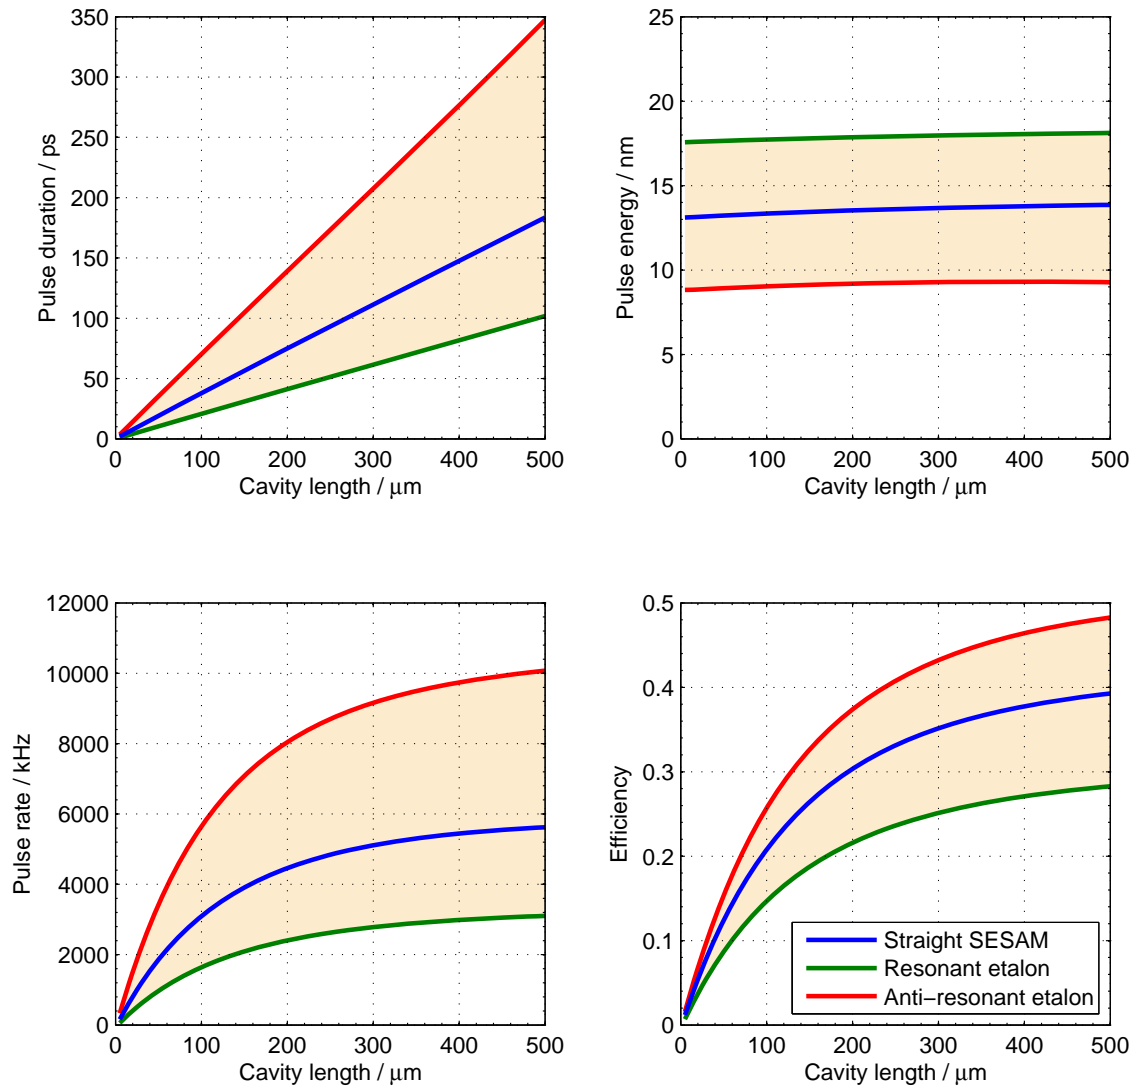 350
300
250
200
150
100
50
0
Pulse duration / ps
0 100 200 300 400 500
Cavity length / μm
25
20
15
10
5
0
Pulse energy / nm
0 100 200 300 400 500
Cavity length / μm
12000
10000
8000
6000
4000
2000
0
Pulse rate / kHz
0 100 200 300 400 500
Cavity length / μm
0.5
0.4
0.3
0.2
0.1
0
Efficiency
Straight SESAM
Resonant etalon
Anti−resonant etalon
0 100 200 300 400 500
Cavity length / μm